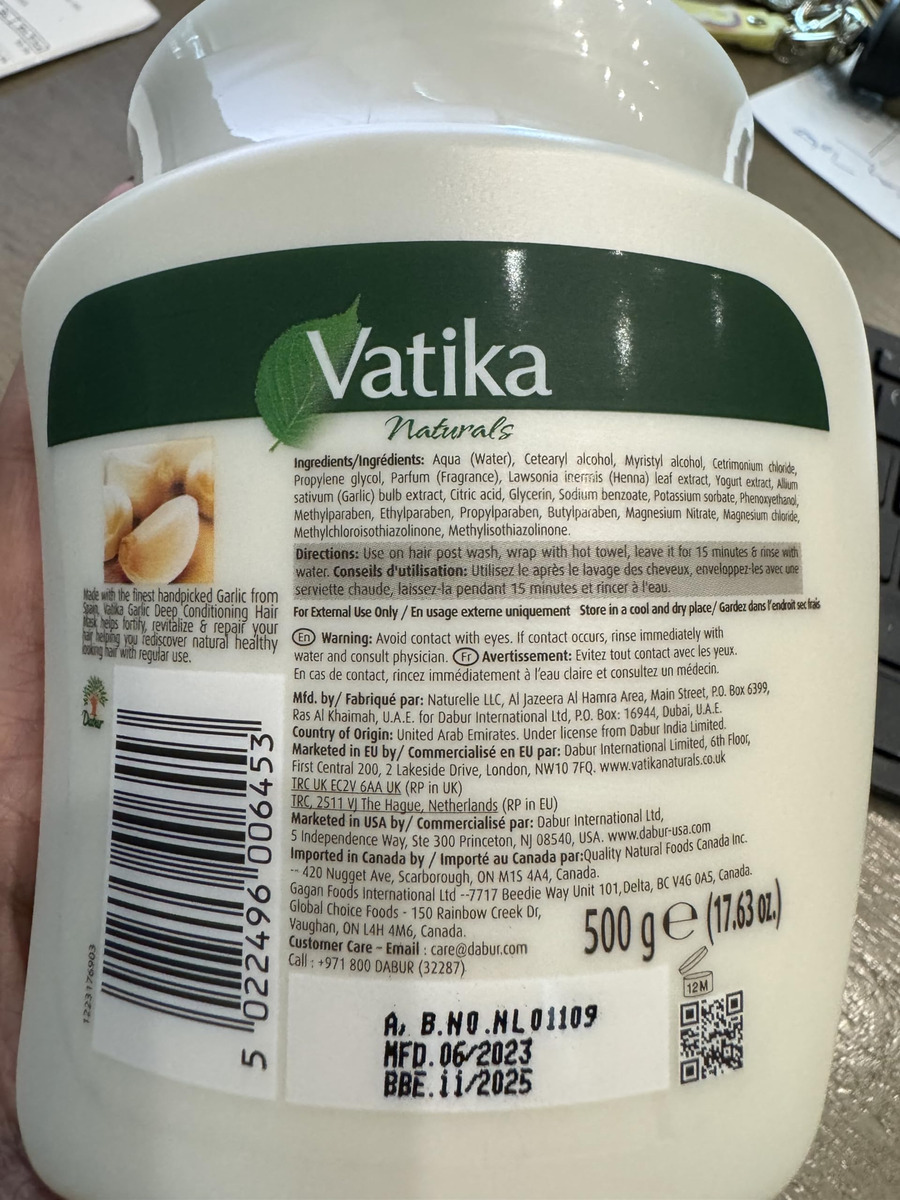 Vatika
Naturals
Ingredients/Ingrédients: Aqua (Water), Cetearyl alcohol, Myristyl alcohol, Cetrimonium chloride,
Propylene glycol, Parfum (Fragrance), Lawsonia inermis (Henna) leaf extract, Yogurt extract, Allium
sativum (Garlic) bulb extract, Citric acid, Glycerin, Sodium benzoate, Potassium sorbate, Phenoxyethanol,
Methylparaben, Ethylparaben, Propylparaben, Butylparaben, Magnesium Nitrate, Magnesium chloride,
Methylchloroisothiazolinone, Methylisothiazolinone.
Directions: Use on hair post wash, wrap with hot towel, leave it for 15 minutes & rinse with
water. Conseils d'utilisation: Utilisez le après le lavage des cheveux, enveloppez-les avec une
serviette chaude, laissez-la pendant 15 minutes et rincer à l'eau.
For External Use Only / En usage externe uniquement Store in a cool and dry place/ Gardez dans l'endroit sec frais
En Warning: Avoid contact with eyes. If contact occurs, rinse immediately with
water and consult physician. Fr Avertissement: Evitez tout contact avec les yeux.
En cas de contact, rincez immédiatement à l'eau claire et consultez un médecin.
Mfd. by/ Fabriqué par: Naturelle LLC, Al Jazeera Al Hamra Area, Main Street, P.O. Box 6399,
Ras Al Khaimah, U.A.E. for Dabur International Ltd, P.O. Box: 16944, Dubai, U.A.E.
Country of Origin: United Arab Emirates. Under license from Dabur India Limited.
Marketed in EU by/ Commercialisé en EU par: Dabur International Limited, 6th Floor,
First Central 200, 2 Lakeside Drive, London, NW10 7FQ. www.vatikanaturals.co.uk
TRC UK EC2V 6AA UK (RP in UK)
TRC, 2511 VJ The Hague, Netherlands (RP in EU)
Marketed in USA by/ Commercialisé par: Dabur International Ltd,
5 Independence Way, Ste 300 Princeton, NJ 08540, USA. www.dabur-usa.com
Imported in Canada by / Importé au Canada par:Quality Natural Foods Canada Inc.
-- 420 Nugget Ave, Scarborough, ON M1S 4A4, Canada.
Gagan Foods International Ltd --7717 Beedie Way Unit 101, Delta, BC V4G 0A5, Canada.
Global Choice Foods - 150 Rainbow Creek Dr,
Vaughan, ON L4H 4M6, Canada.
Customer Care - Email : care@dabur.com
Call : +971 800 DABUR (32287)
500 g e (17.63 oz.)
12M
A, B.NO.NL01109
MFD.06/2023
BBE.11/2025
Made with the finest handpicked Garlic from
Spain, Vatika Garlic Deep Conditioning Hair
Mask helps fortify, revitalize & repair your
hair helping you rediscover natural healthy
looking hair with regular use.
Dabur
5 022496 006453
1223176903